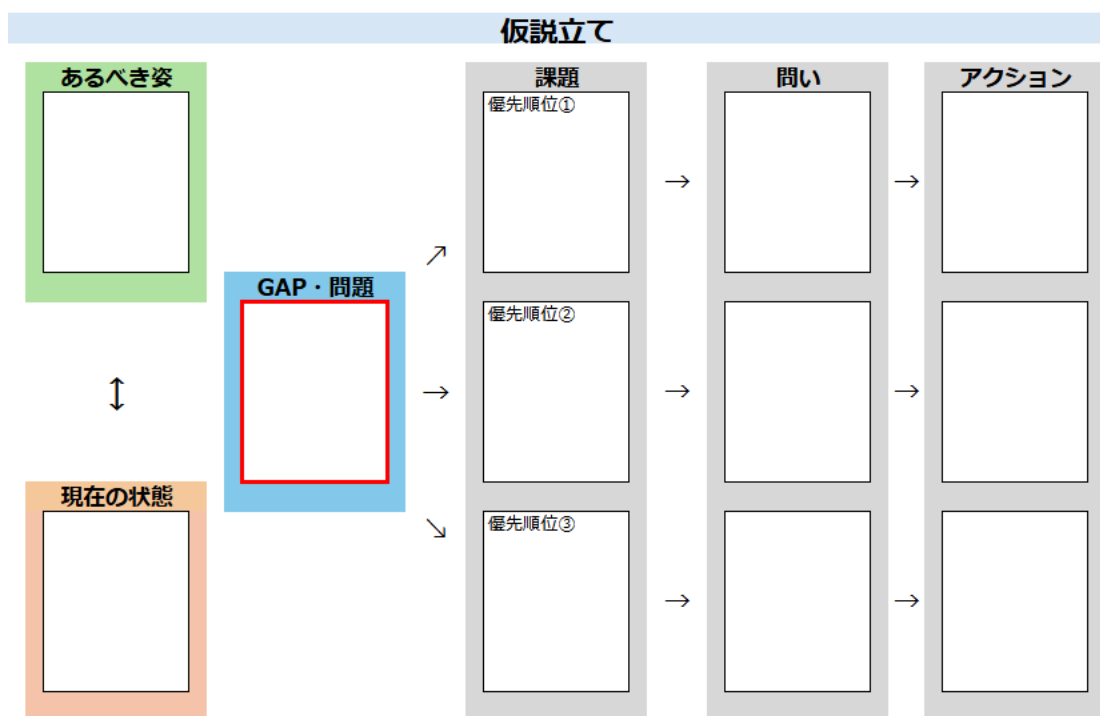 仮説立て
あるべき姿
現在の状態
GAP・問題
課題
優先順位①
優先順位②
優先順位③
問い
アクション